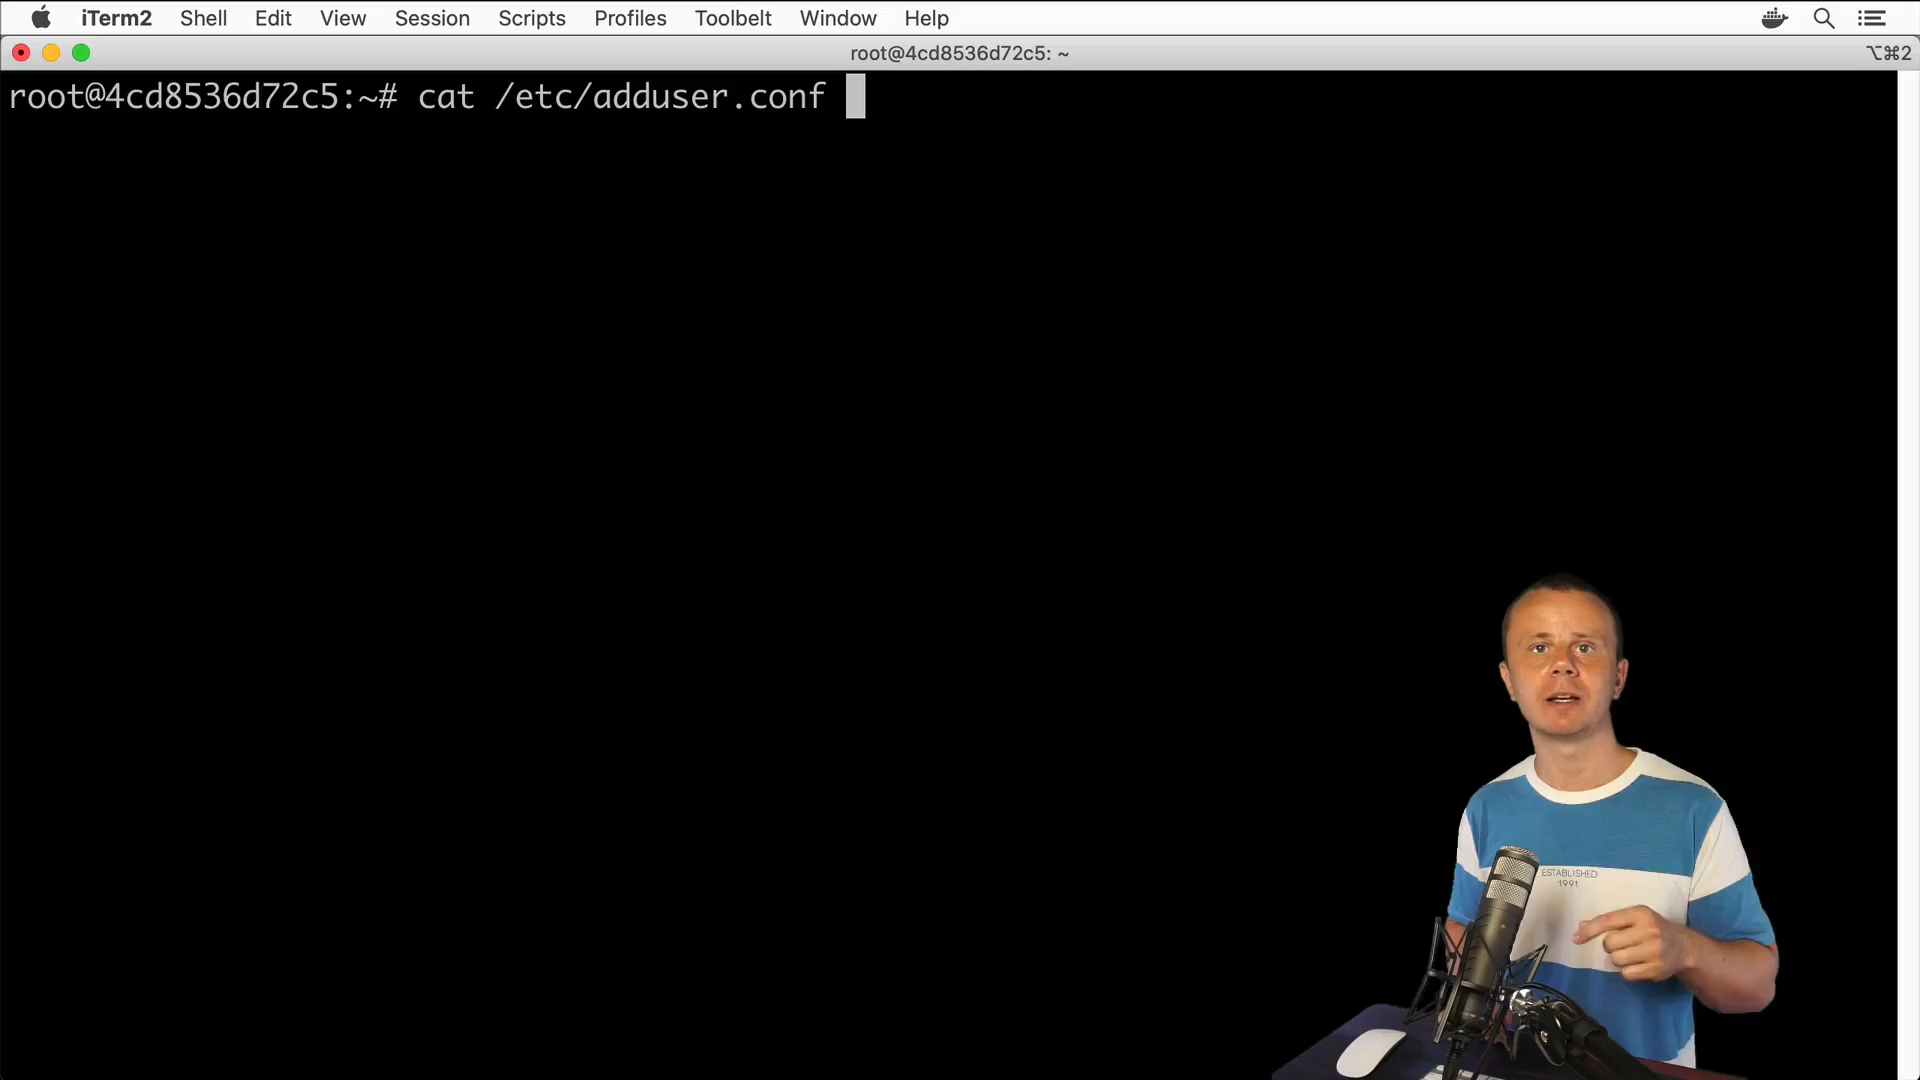 iTerm2 Shell Edit View Session Scripts Profiles Toolbelt Window Help
root@4cd8536d72c5: ~
⌥⌘2
root@4cd8536d72c5:~# cat /etc/adduser.conf
ESTABLISHED
1991